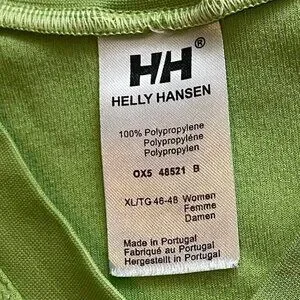 HH®
HELLY HANSEN
100% Polypropylene
Polypropylène
Polypropylen
OX5 48521 B
XL/TG 46-48 Women
Femme
Damen
Made in Portugal
Fabriqué au Portugal
Hergestellt in Portugal